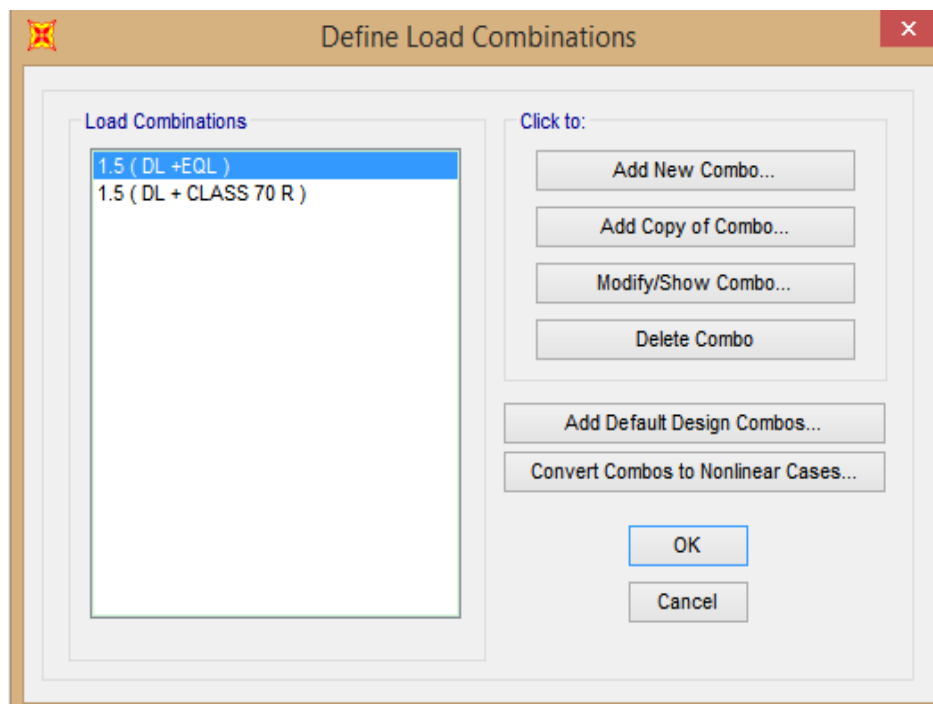 Define Load Combinations
Load Combinations
1.5 ( DL +EQL )
1.5 ( DL + CLASS 70 R )
Click to:
Add New Combo...
Add Copy of Combo...
Modify/Show Combo...
Delete Combo
Add Default Design Combos...
Convert Combos to Nonlinear Cases...
OK
Cancel